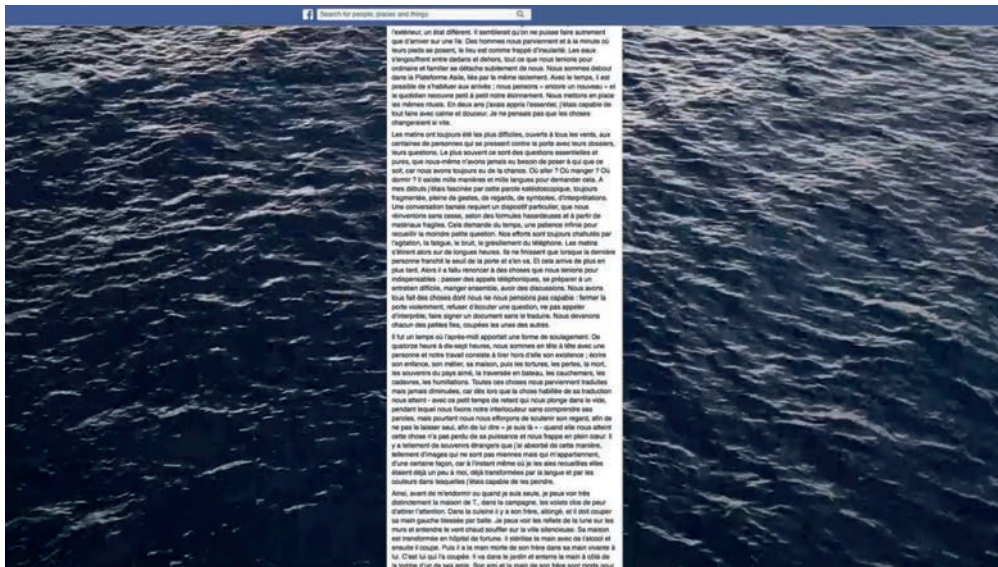 f
Search for people, places and things
l'extérieur, un état différent. Il semblerait qu'on ne puisse faire autrement
que d'arriver sur une île. Des hommes nous parviennent et à la minute où
leurs pieds se posent, le lieu est comme frappé d'insularité. Les eaux
s'engouffrent entre dedans et dehors, tout ce que nous tenions pour
ordinaire et familier se détache subitement de nous. Nous sommes debout
dans la Plateforme Asile, liés par le même isolement. Avec le temps, il est
possible de s'habituer aux arrivés ; nous pensons « encore un nouveau » et
le quotidien recouvre petit à petit notre étonnement. Nous mettons en place
les mêmes rituels. En deux ans j'avais appris l'essentiel, j'étais capable de
tout faire avec calme et douceur. Je ne pensais pas que les choses
changeraient si vite.
Les matins ont toujours été les plus difficiles, ouverts à tous les vents, aux
centaines de personnes qui se pressent contre la porte avec leurs dossiers,
leurs questions. Le plus souvent ce sont des questions essentielles et
pures, que nous-même n'avons jamais eu besoin de poser à qui que ce
soit, car nous avons toujours eu de la chance. Où aller ? Où manger ? Où
dormir ? Il existe mille manières et mille langues pour demander cela. A
mes débuts j'étais fascinée par cette parole kaléidoscopique, toujours
fragmentée, pleine de gestes, de regards, de symboles, d'interprétations.
Une conversation banale requiert un dispositif particulier, que nous
réinventons sans cesse, selon des formules hasardeuses et à partir de
matériaux fragiles. Cela demande du temps, une patience infinie pour
recueillir la moindre petite question. Nos efforts sont toujours chahutés par
l'agitation, la fatigue, le bruit, le grésillement du téléphone. Les matins
s'étirent alors sur de longues heures. Ils ne finissent que lorsque la dernière
personne franchit le seuil de la porte et s'en va. Et cela arrive de plus en
plus tard. Alors il a fallu renoncer à des choses que nous tenions pour
indispensables : passer des appels téléphoniques, se préparer à un
entretien difficile, manger ensemble, avoir des discussions. Nous avons
tous fait des choses dont nous ne nous pensions pas capable : fermer la
porte violemment, refuser d'écouter une question, ne pas appeler
d'interprète, faire signer un document sans le traduire. Nous devenons
chacun des petites îles, coupées les unes des autres.
Il fut un temps où l'après-midi apportait une forme de soulagement. De
quatorze heure à dix-sept heures, nous sommes en tête à tête avec une
personne et notre travail consiste à tirer hors d'elle son existence ; écrire
son enfance, son métier, sa maison, puis les tortures, les pertes, la mort,
les souvenirs du pays aimé, la traversée en bateau, les cauchemars, les
cadavres, les humiliations. Toutes ces choses nous parviennent traduites
mais jamais diminuées, car dès lors que la chose habillée de sa traduction
nous atteint - avec ce petit temps de retard qui nous plonge dans le vide,
pendant lequel nous fixons notre interlocuteur sans comprendre ses
paroles, mais pourtant nous nous efforçons de soutenir son regard, afin de
ne pas le laisser seul, afin de lui dire « je suis là » - quand elle nous atteint
cette chose n'a pas perdu de sa puissance et nous frappe en plein cœur. Il
y a tellement de souvenirs étrangers que j'ai absorbé de cette manière,
tellement d'images qui ne sont pas miennes mais qui m'appartiennent,
d'une certaine façon, car à l'instant même où je les aies recueillies elles
étaient déjà un peu à moi, déjà transformées par la langue et par les
couleurs dans lesquelles j'étais capable de les peindre.
Ainsi, avant de m'endormir ou quand je suis seule, je peux voir très
distinctement la maison de T., dans la campagne, les volets clos de peur
d'attirer l'attention. Dans la cuisine il y a son frère, allongé, et il doit couper
sa main gauche blessée par balle. Je peux voir les reflets de la lune sur les
murs et entendre le vent chaud souffler sur la ville silencieuse. Sa maison
est transformée en hôpital de fortune. Il stérilise la main avec de l'alcool et
ensuite il coupe. Puis il a la main morte de son frère dans sa main vivante à
lui. C'est lui qui l'a coupée. Il va dans le jardin et enterre la main à côté de
la tombe d'un de ses amis. Son ami et la main de son frère sont morts pour